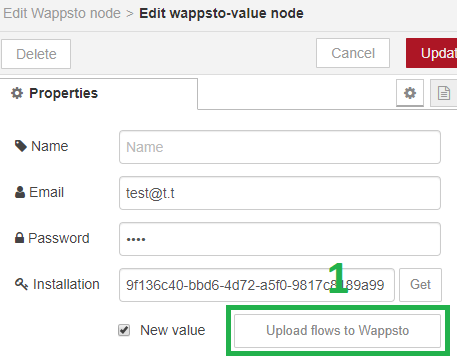 Edit Wappsto node > Edit wappsto-value node
Delete
Cancel
Updat
Properties
Name
Name
Email
test@t.t
Password
••••
1
Installation
9f136c40-bbd6-4d72-a5f0-9817c8189a99
Get
New value
Upload flows to Wappsto